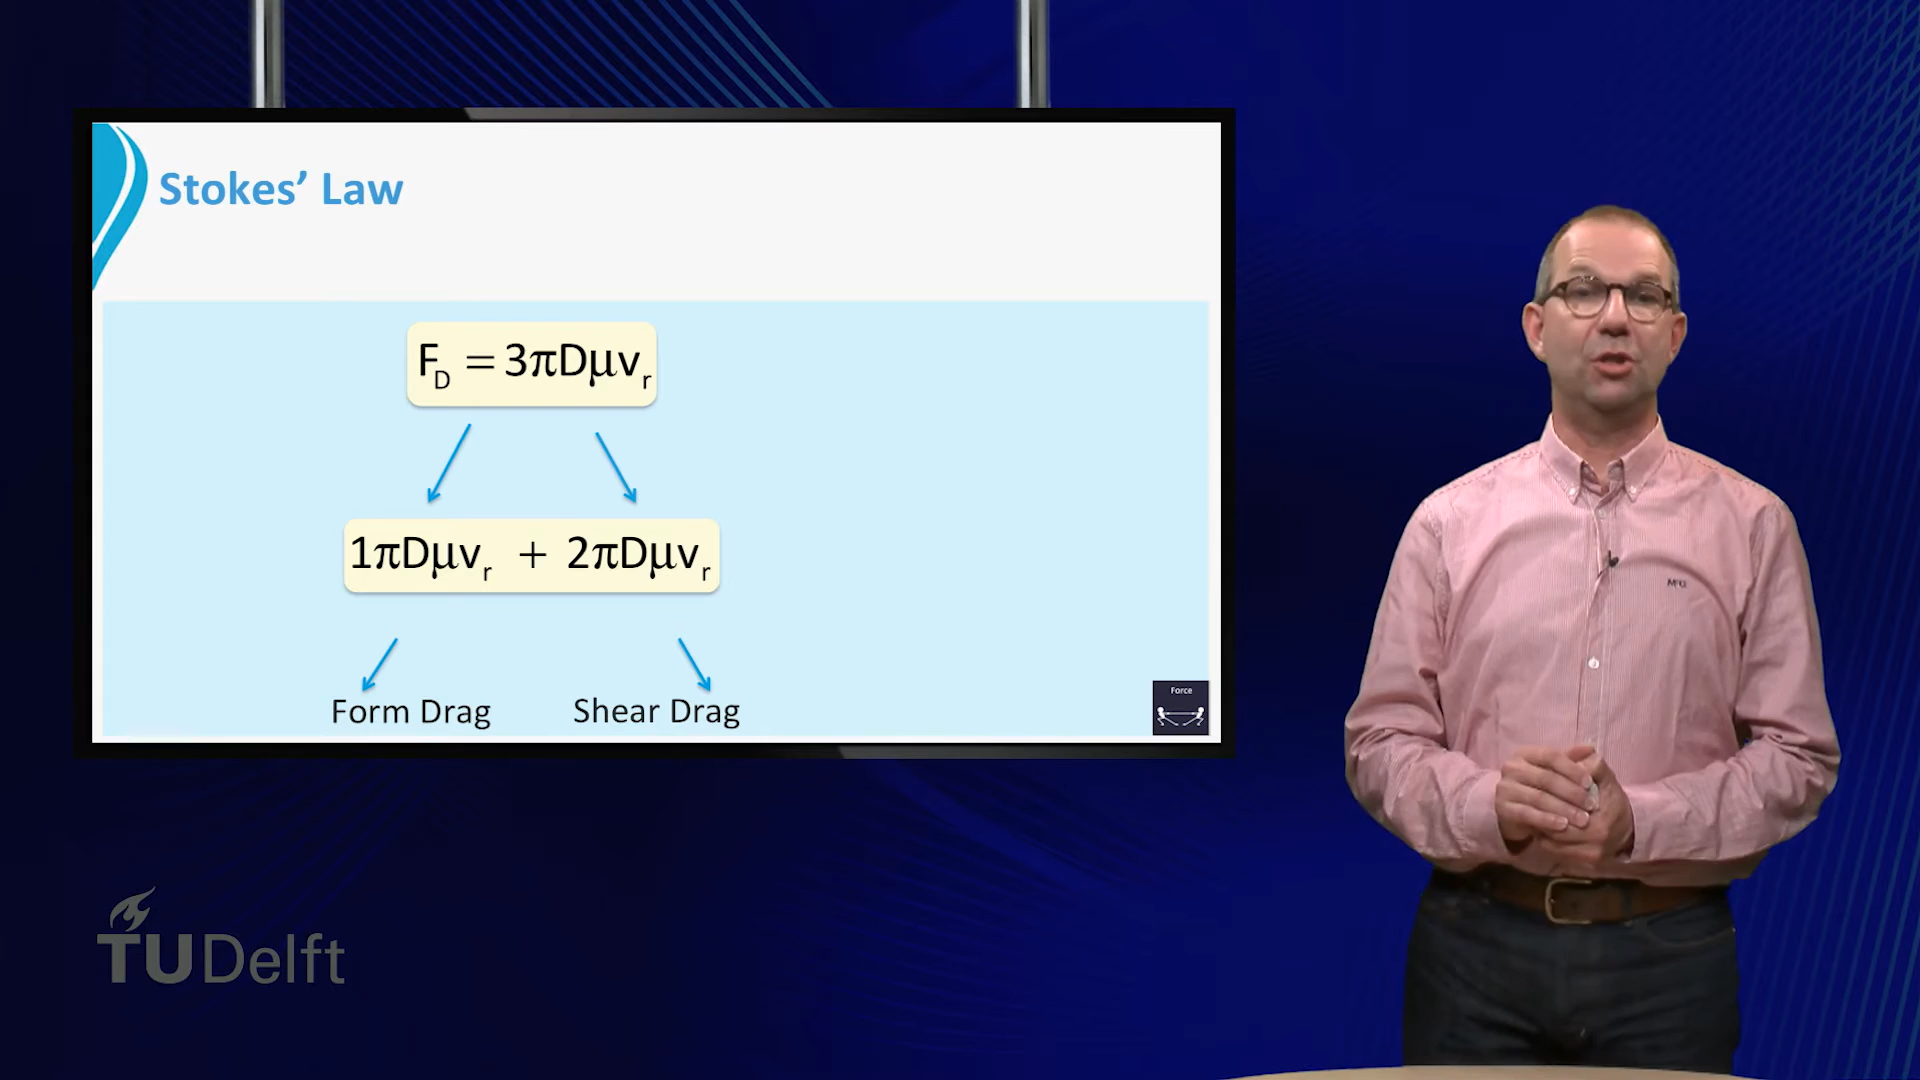 Stokes’ Law
F_D = 3πDμv_r
1πDμv_r + 2πDμv_r
Form Drag Shear Drag
Force
TUDelft